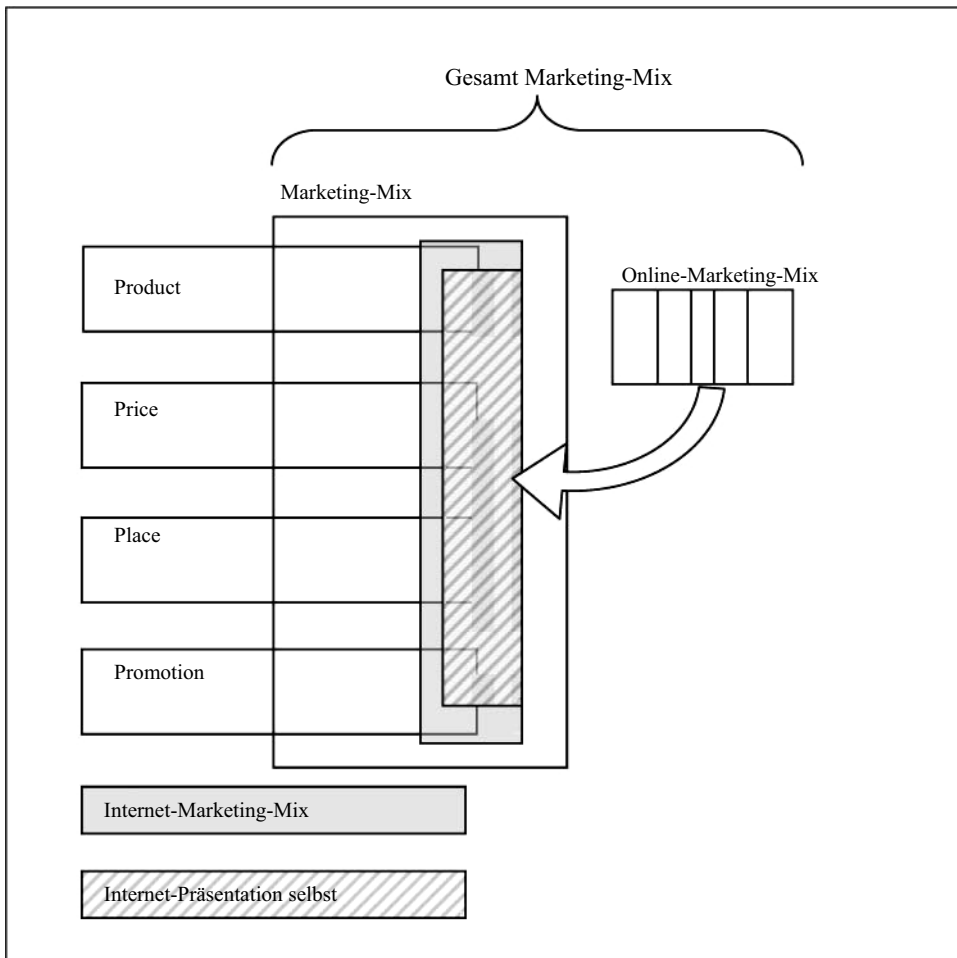 Gesamt Marketing-Mix
Marketing-Mix
Product
Online-Marketing-Mix
Price
Place
Promotion
Internet-Marketing-Mix
Internet-Präsentation selbst